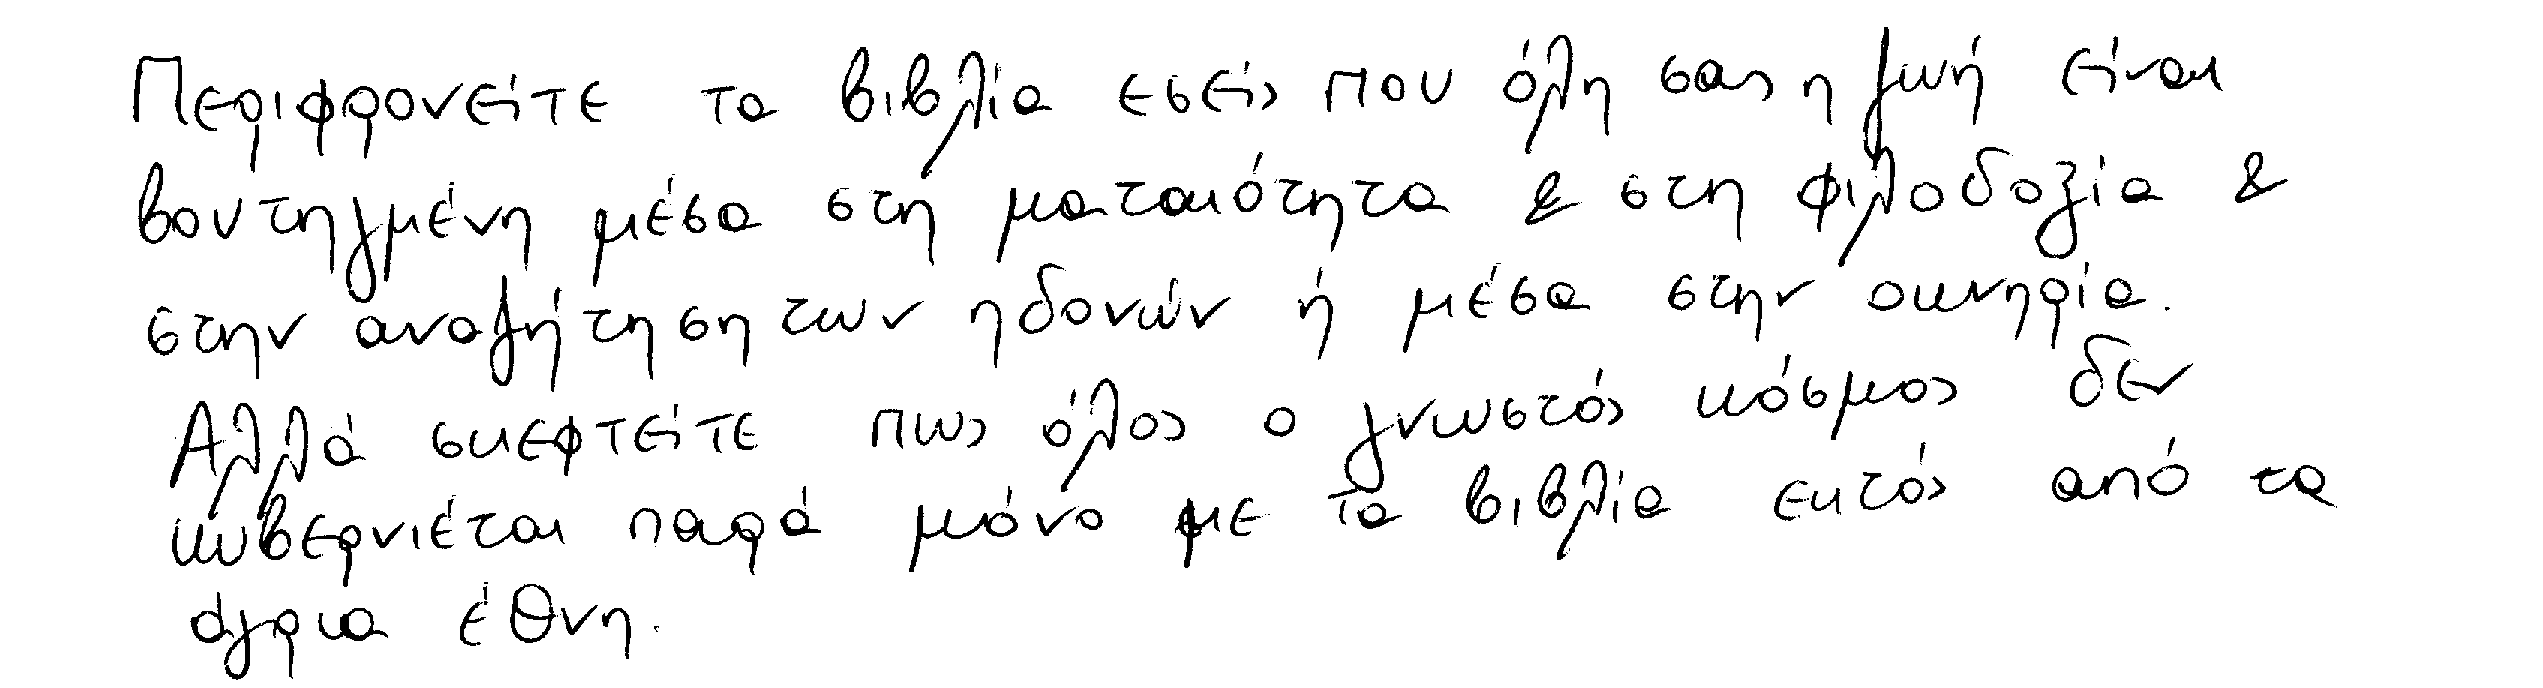 Περιφρονείτε τα βιβλία εσείς που όλη σας η ζωή είναι
βουτηγμένη μέσα στη ματαιότητα & στη φιλοδοξία &
στην αναζήτηση των ηδονών ή μέσα στην οκνηρία.
Αλλά σκεφτείτε πως όλος ο γνωστός κόσμος δεν
κυβερνιέται παρά μόνο με τα βιβλία εκτός από τα
άγρια έθνη.